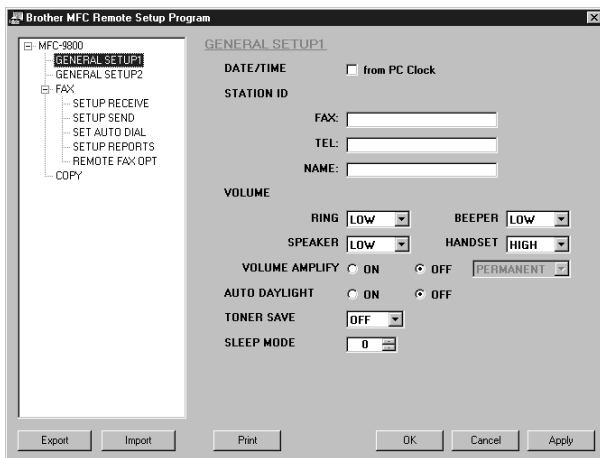 Brother MFC Remote Setup Program
MFC-9800
GENERAL SETUP1
GENERAL SETUP2
FAX
SETUP RECEIVE
SETUP SEND
SET AUTO DIAL
SETUP REPORTS
REMOTE FAX OPT
COPY
GENERAL SETUP1
DATE/TIME from PC Clock
STATION ID
FAX:
TEL:
NAME:
VOLUME
RING LOW BEEPER LOW
SPEAKER LOW HANDSET HIGH
VOLUME AMPLIFY ON OFF PERMANENT
AUTO DAYLIGHT ON OFF
TONER SAVE OFF
SLEEP MODE 0
Export Import Print OK Cancel Apply